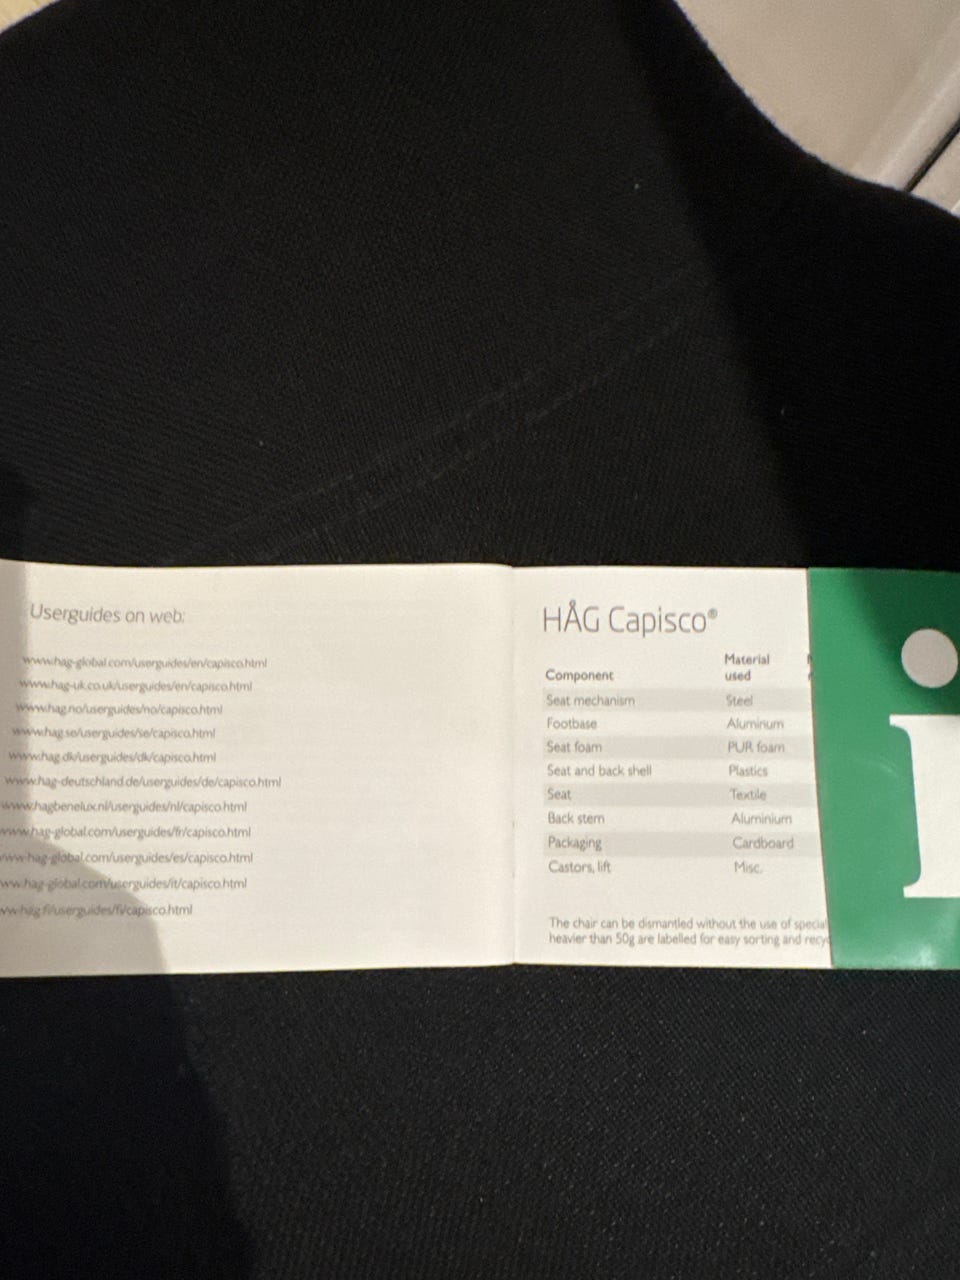 Userguides on web:
www.hag-global.com/userguides/en/capisco.html
www.hag-uk.co.uk/userguides/en/capisco.html
www.hag.no/userguides/no/capisco.html
www.hag.se/userguides/se/capisco.html
www.hag.dk/userguides/dk/capisco.html
www.hag-deutschland.de/userguides/de/capisco.html
www.hagbenelux.nl/userguides/nl/capisco.html
www.hag-global.com/userguides/fr/capisco.html
www-hag-global.com/userguides/es/capisco.html
ww.hag-global.com/userguides/it/capisco.html
vw-hag.fi/userguides/fi/capisco.html
HÅG Capisco®
Component Material used
Seat mechanism Steel
Footbase Aluminum
Seat foam PUR foam
Seat and back shell Plastics
Seat Textile
Back stem Aluminium
Packaging Cardboard
Castors, lift Misc.
The chair can be dismantled without the use of special
heavier than 50g are labelled for easy sorting and recyc
i